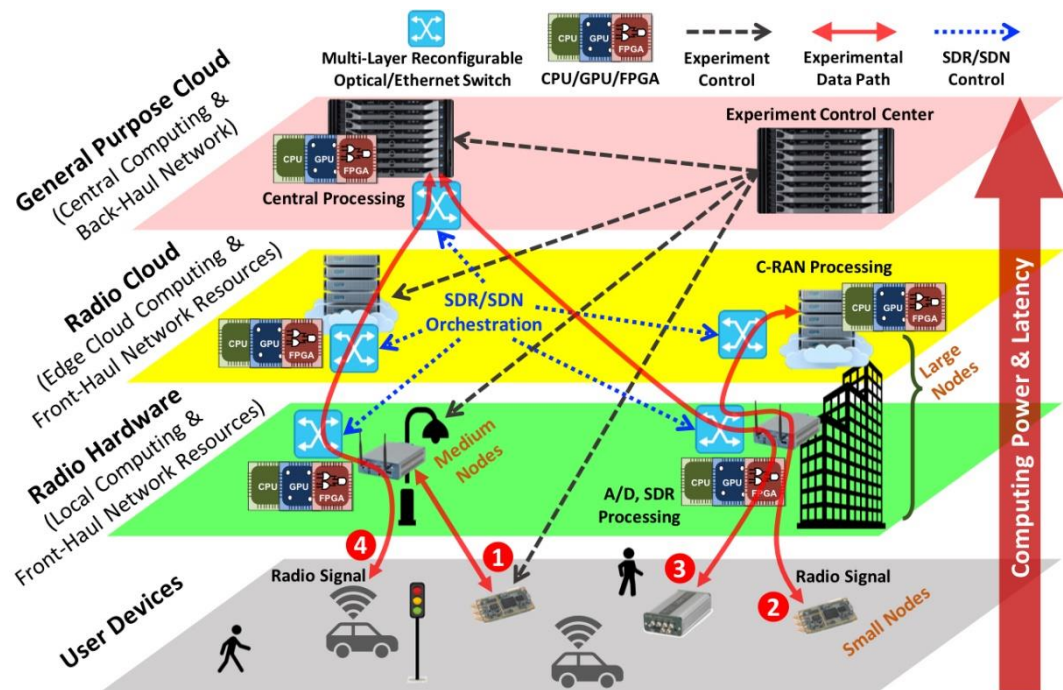 Multi-Layer Reconfigurable
Optical/Ethernet Switch
CPU
GPU
FPGA
CPU/GPU/FPGA
Experiment
Control
Experimental
Data Path
SDR/SDN
Control
General Purpose Cloud
(Central Computing &
Back-Haul Network)
CPU
GPU
FPGA
Central Processing
Experiment Control Center
Radio Cloud
(Edge Cloud Computing &
Front-Haul Network Resources)
CPU
GPU
FPGA
SDR/SDN
Orchestration
C-RAN Processing
CPU
GPU
FPGA
Large
Nodes
Radio Hardware
(Local Computing &
Front-Haul Network Resources)
CPU
GPU
FPGA
Medium
Nodes
A/D, SDR
Processing
CPU
GPU
FPGA
User Devices
4
1
3
2
Radio Signal
Radio Signal
Small Nodes
Computing Power & Latency